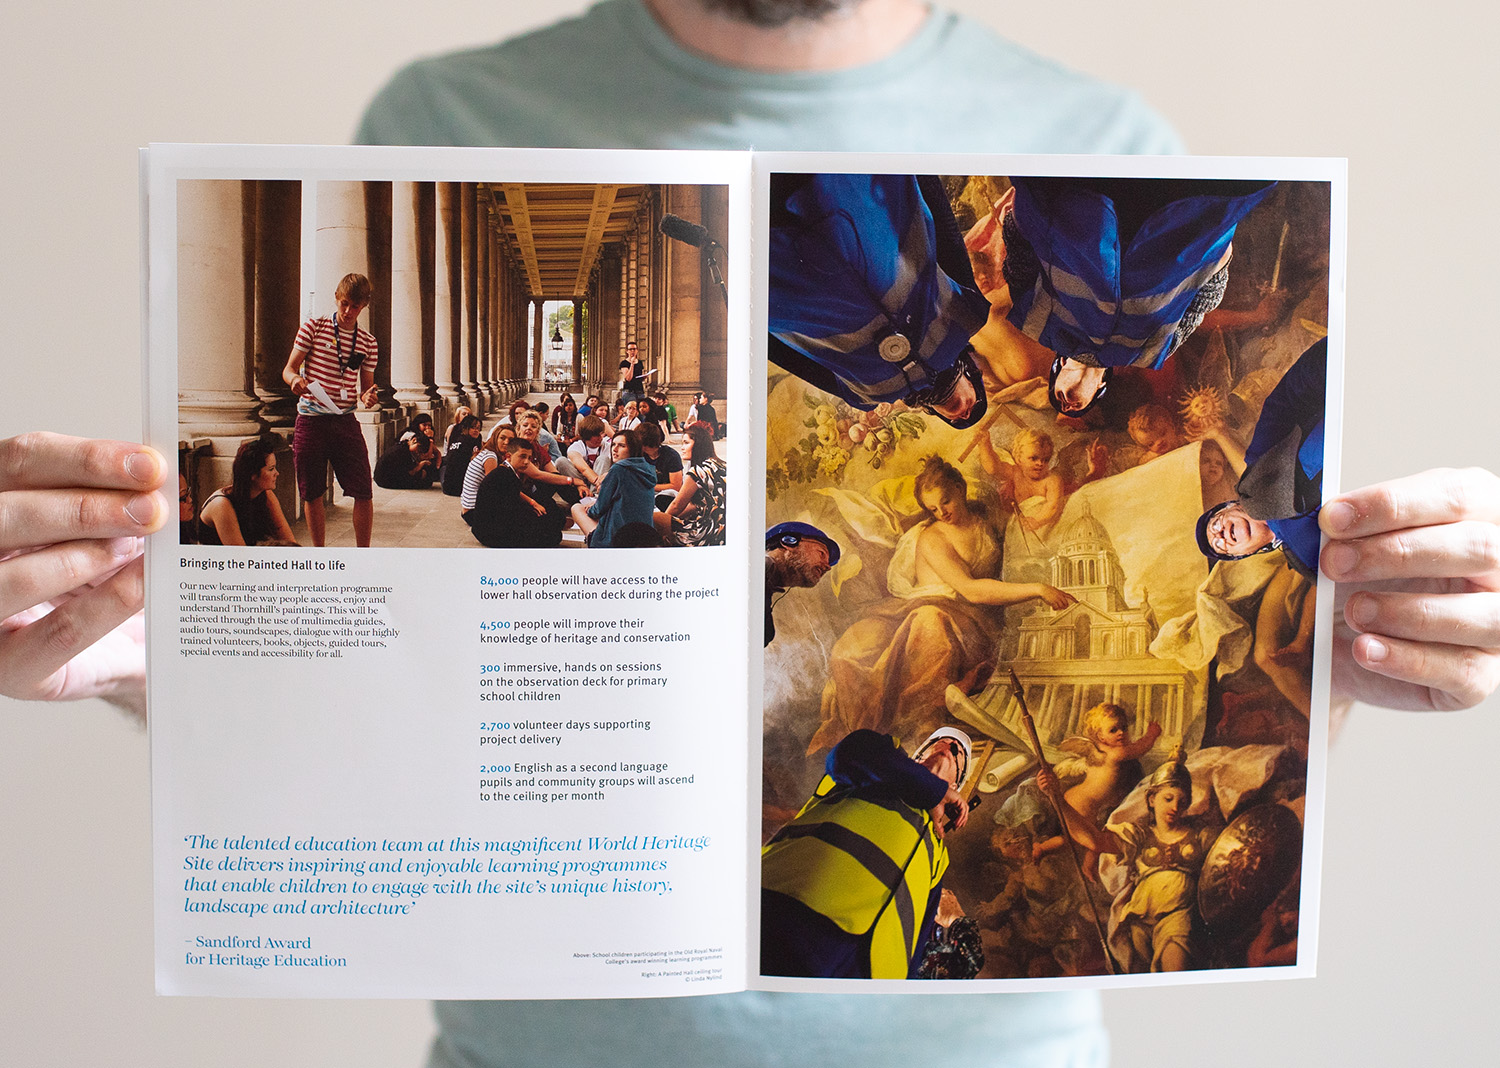 Bringing the Painted Hall to life
Our new learning and interpretation programme
will transform the way people access, enjoy and
understand Thornhill's paintings. This will be
achieved through the use of multimedia guides,
audio tours, soundscapes, dialogue with our highly
trained volunteers, books, objects, guided tours,
special events and accessibility for all.
84,000 people will have access to the
lower hall observation deck during the project
4,500 people will improve their
knowledge of heritage and conservation
300 immersive, hands on sessions
on the observation deck for primary
school children
2,700 volunteer days supporting
project delivery
2,000 English as a second language
pupils and community groups will ascend
to the ceiling per month
‘The talented education team at this magnificent World Heritage
Site delivers inspiring and enjoyable learning programmes
that enable children to engage with the site’s unique history,
landscape and architecture’
– Sandford Award
for Heritage Education
Above: School children participating in the Old Royal Naval
College's award winning learning programmes
Right: A Painted Hall ceiling tour
© Linda Nylind